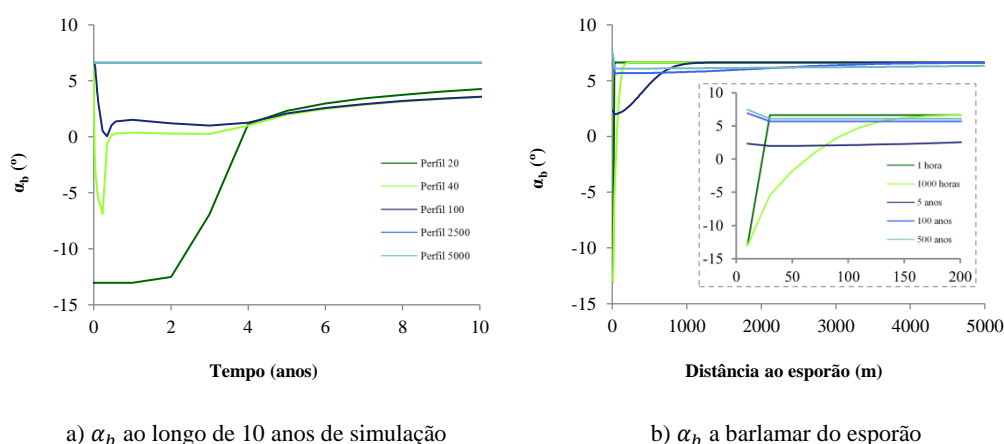 10
5
0
-5
-10
-15
α_b (º)
0
2
4
6
8
10
Tempo (anos)
Perfil 20
Perfil 40
Perfil 100
Perfil 2500
Perfil 5000
a) α_b ao longo de 10 anos de simulação
10
5
0
-5
-10
-15
α_b (º)
0
1000
2000
3000
4000
5000
Distância ao esporão (m)
10
5
0
-5
-10
-15
0
50
100
150
200
1 hora
1000 horas
5 anos
100 anos
500 anos
b) α_b a barlamar do esporão